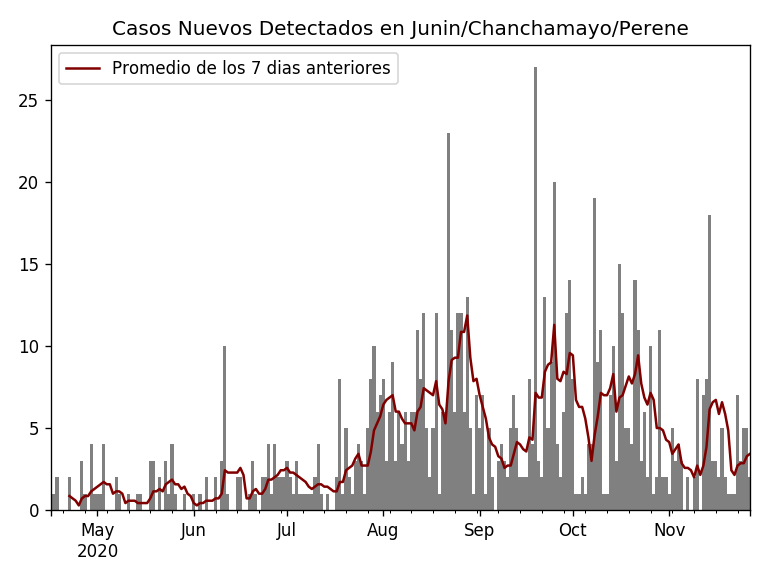 Casos Nuevos Detectados en Junin/Chanchamayo/Perene
Promedio de los 7 dias anteriores
25
20
15
10
5
0
May Jun Jul Aug Sep Oct Nov
2020